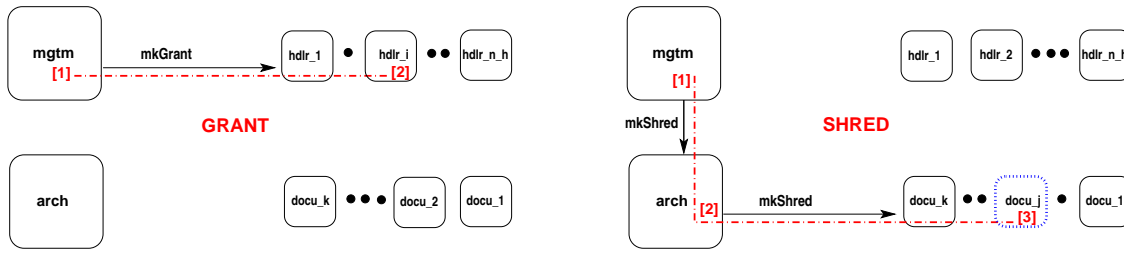 mgtm mkGrant hdlr_1 hdlr_i hdlr_n_h
[1] [2]
GRANT
arch docu_k docu_2 docu_1
mgtm hdlr_1 hdlr_2 hdlr_n_h
[1]
mkShred SHRED
arch [2] mkShred docu_k docu_j docu_1
[3]